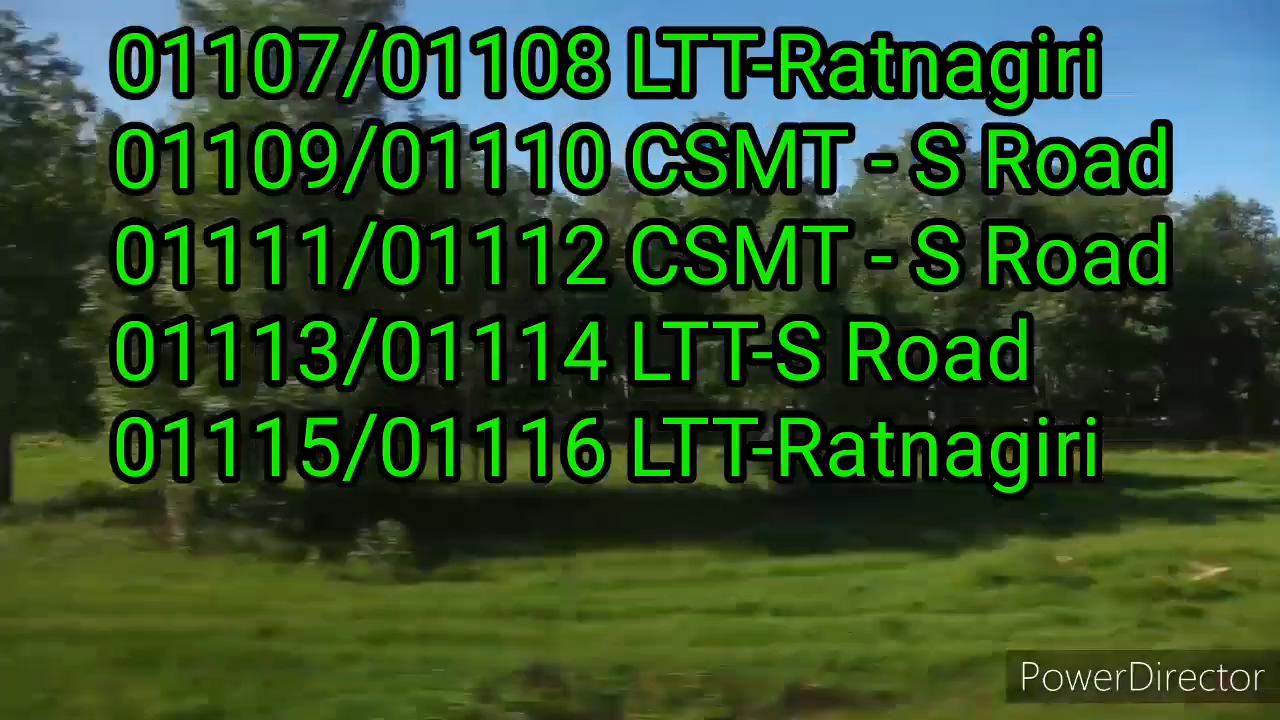 01107/01108 LTT-Ratnagiri
01109/01110 CSMT - S Road
01111/01112 CSMT - S Road
01113/01114 LTT-S Road
01115/01116 LTT-Ratnagiri
PowerDirector